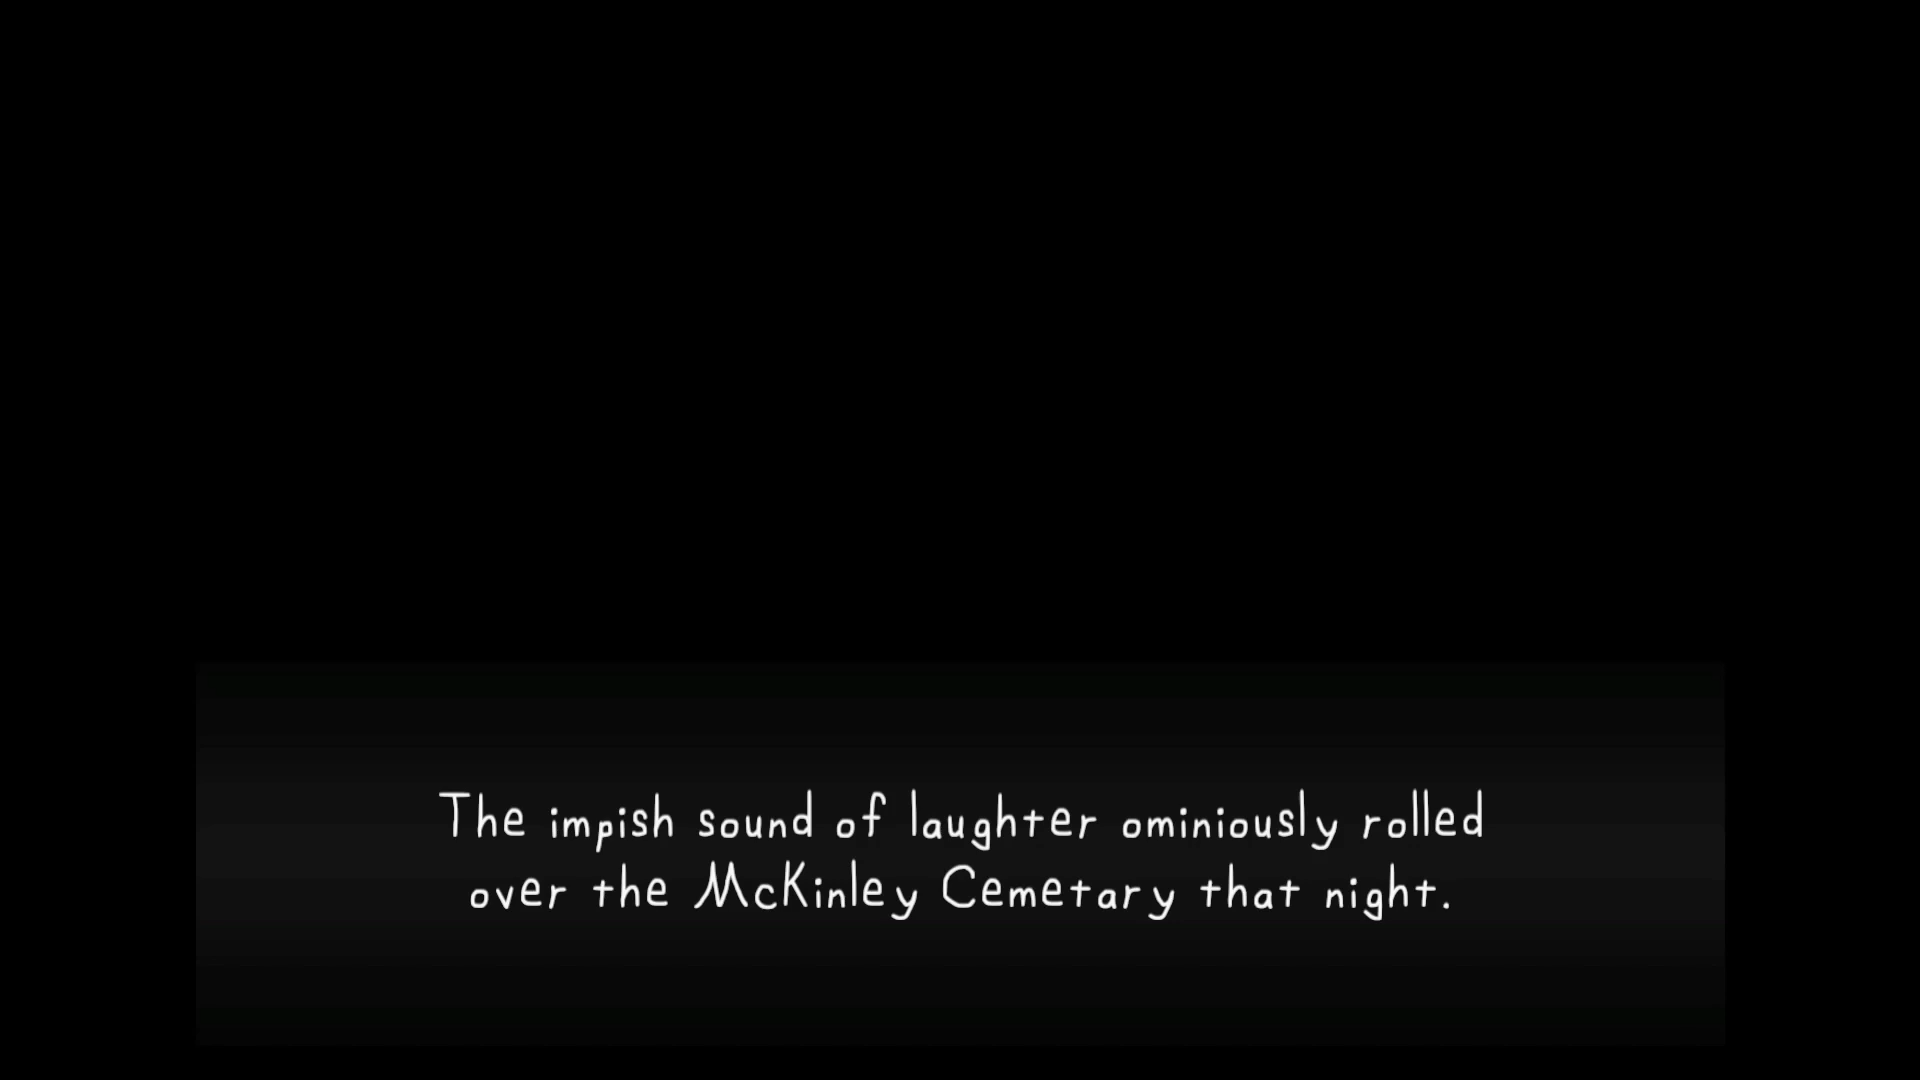 The impish sound of laughter ominiously rolled
over the McKinley Cemetary that night.